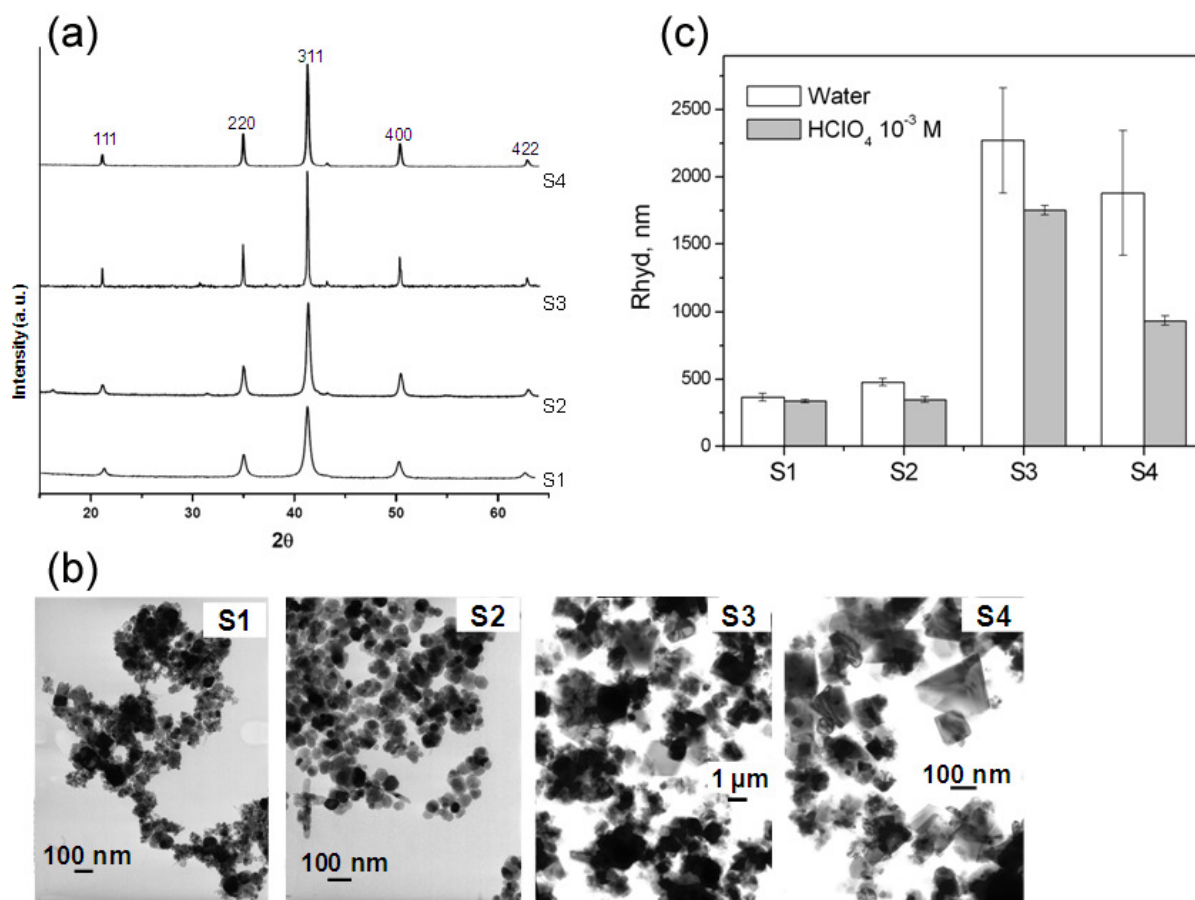 (a)
311
220
400
111
422
S4
S3
S2
S1
Intensity (a.u.)
20 30 40 50 60
2θ
(c)
Water
HClO₄ 10⁻³ M
2500
2000
1500
1000
500
0
Rhyd, nm
S1 S2 S3 S4
(b)
S1
100 nm
S2
100 nm
S3
1 µm
S4
100 nm